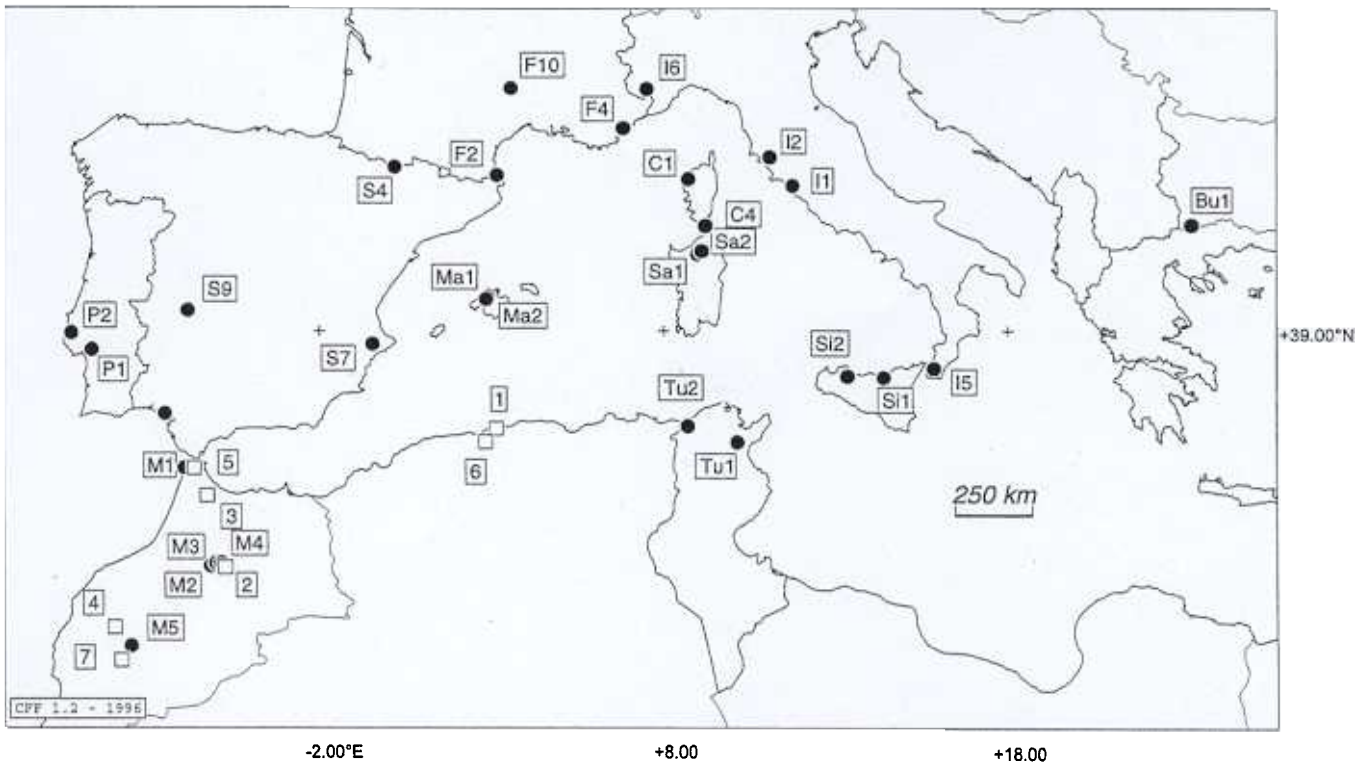 F10
I6
F4
F2
I2
S4
C1
I1
C4
Bu1
Sa2
Sa1
Ma1
S9
Ma2
P2
+39.00°N
S7
Si2
P1
Si1
I5
Tu2
1
M1
5
6
Tu1
250 km
3
M3
M4
M2
2
4
M5
7
CFF 1.2 - 1996
-2.00°E
+8.00
+18.00